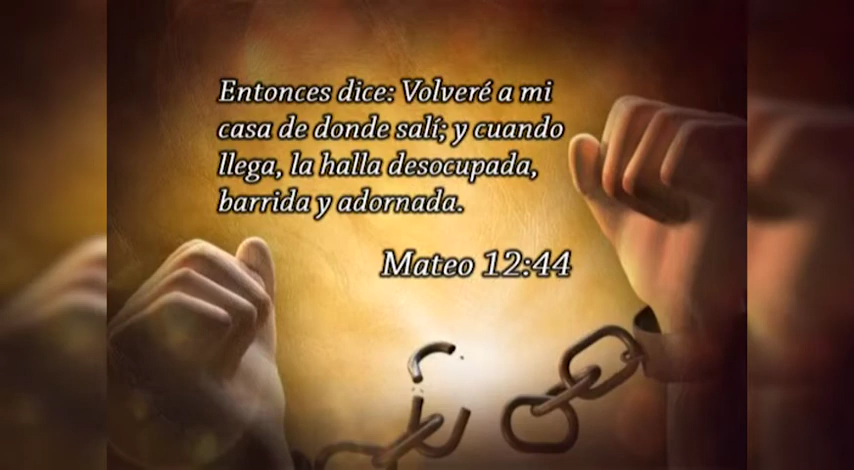 Entonces dice: Volveré a mi
casa de donde salí; y cuando
llega, la halla desocupada,
barrida y adornada.
Mateo 12:44